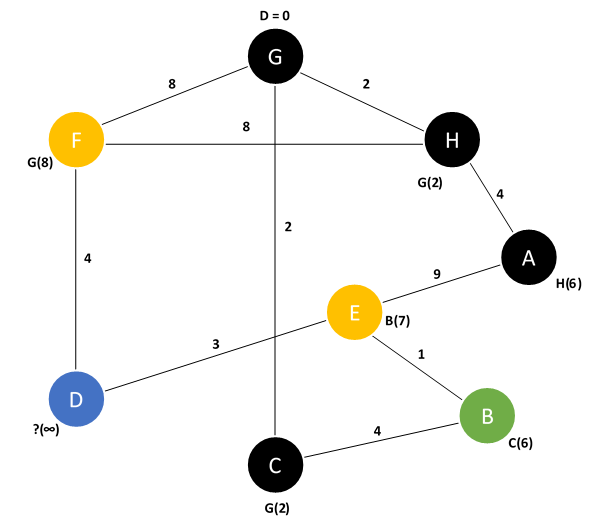 D = 0
G
8
2
F
8
H
G(8)
G(2)
4
2
4
A
9
H(6)
E
B(7)
3
1
D
B
?(∞)
4
C(6)
C
G(2)